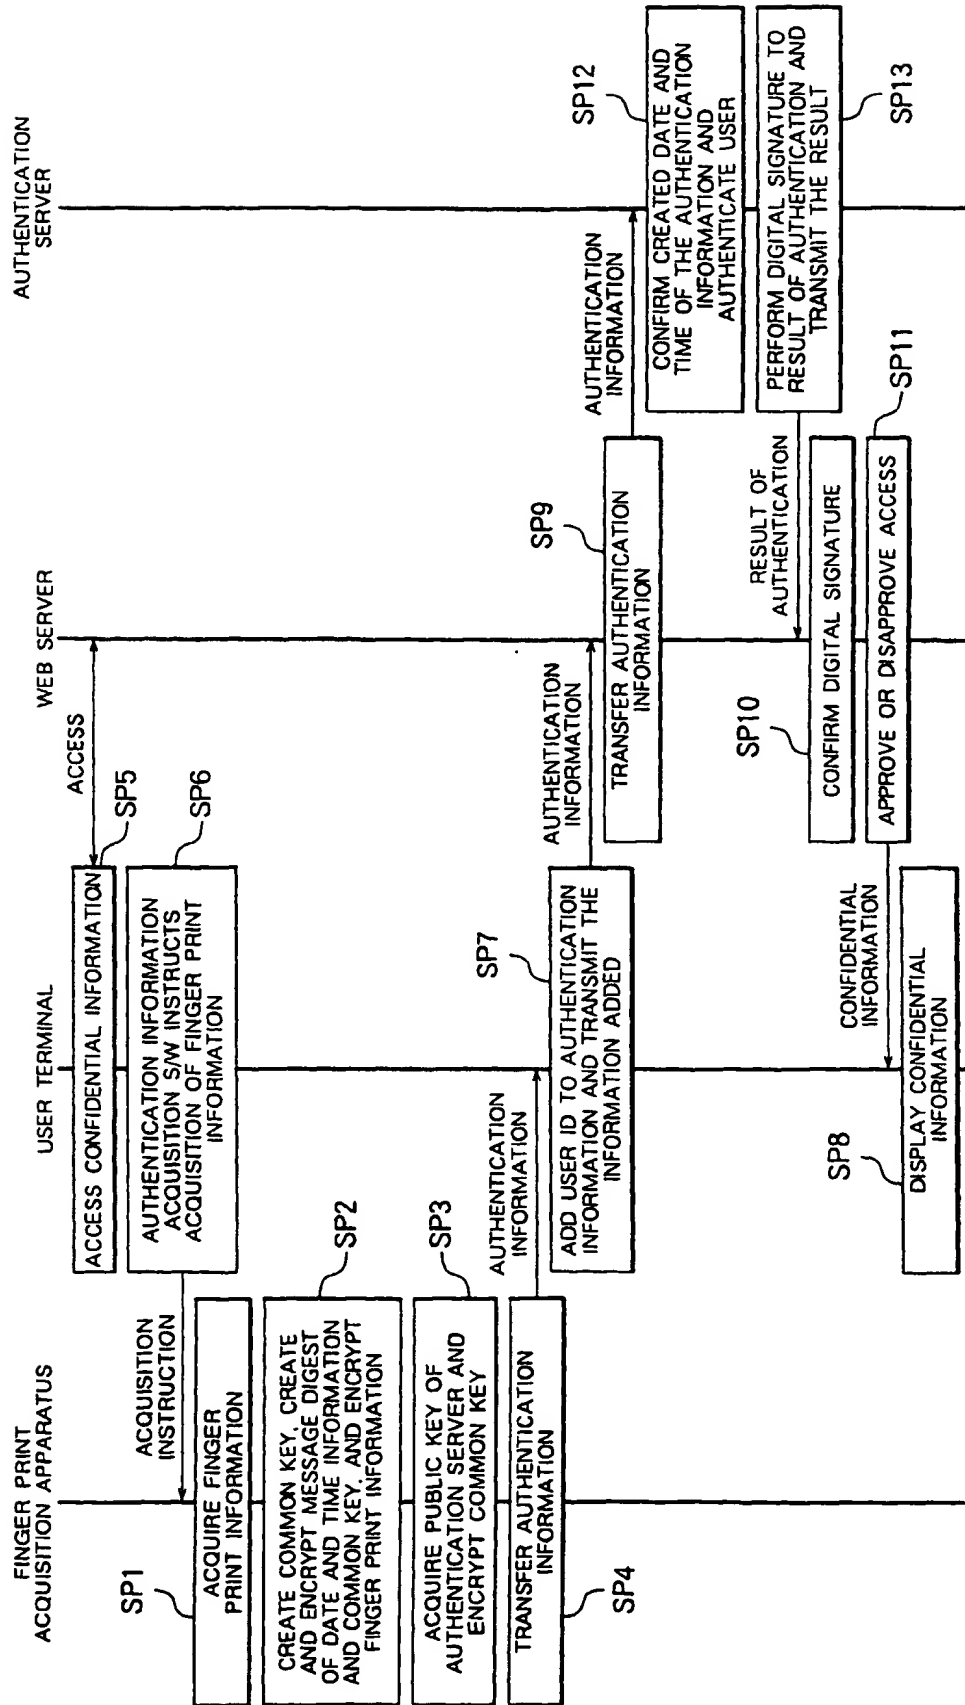 FINGER PRINT
ACQUISITION APPARATUS
USER TERMINAL
WEB SERVER
AUTHENTICATION
SERVER
ACCESS CONFIDENTIAL INFORMATION
SP5
ACCESS
AUTHENTICATION INFORMATION
ACQUISITION S/W INSTRUCTS
ACQUISITION OF FINGER PRINT
INFORMATION
SP6
ACQUISITION
INSTRUCTION
SP1
ACQUIRE FINGER
PRINT INFORMATION
CREATE COMMON KEY, CREATE
AND ENCRYPT MESSAGE DIGEST
OF DATE AND TIME INFORMATION
AND COMMON KEY, AND ENCRYPT
FINGER PRINT INFORMATION
SP2
ACQUIRE PUBLIC KEY OF
AUTHENTICATION SERVER AND
ENCRYPT COMMON KEY
SP3
TRANSFER AUTHENTICATION
INFORMATION
SP4
AUTHENTICATION
INFORMATION
SP7
ADD USER ID TO AUTHENTICATION
INFORMATION AND TRANSMIT THE
INFORMATION ADDED
AUTHENTICATION
INFORMATION
SP9
TRANSFER AUTHENTICATION
INFORMATION
AUTHENTICATION
INFORMATION
SP12
CONFIRM CREATED DATE AND
TIME OF THE AUTHENTICATION
INFORMATION AND
AUTHENTICATE USER
PERFORM DIGITAL SIGNATURE TO
RESULT OF AUTHENTICATION AND
TRANSMIT THE RESULT
SP13
RESULT OF
AUTHENTICATION
SP10
CONFIRM DIGITAL SIGNATURE
APPROVE OR DISAPPROVE ACCESS
SP11
CONFIDENTIAL
INFORMATION
SP8
DISPLAY CONFIDENTIAL
INFORMATION